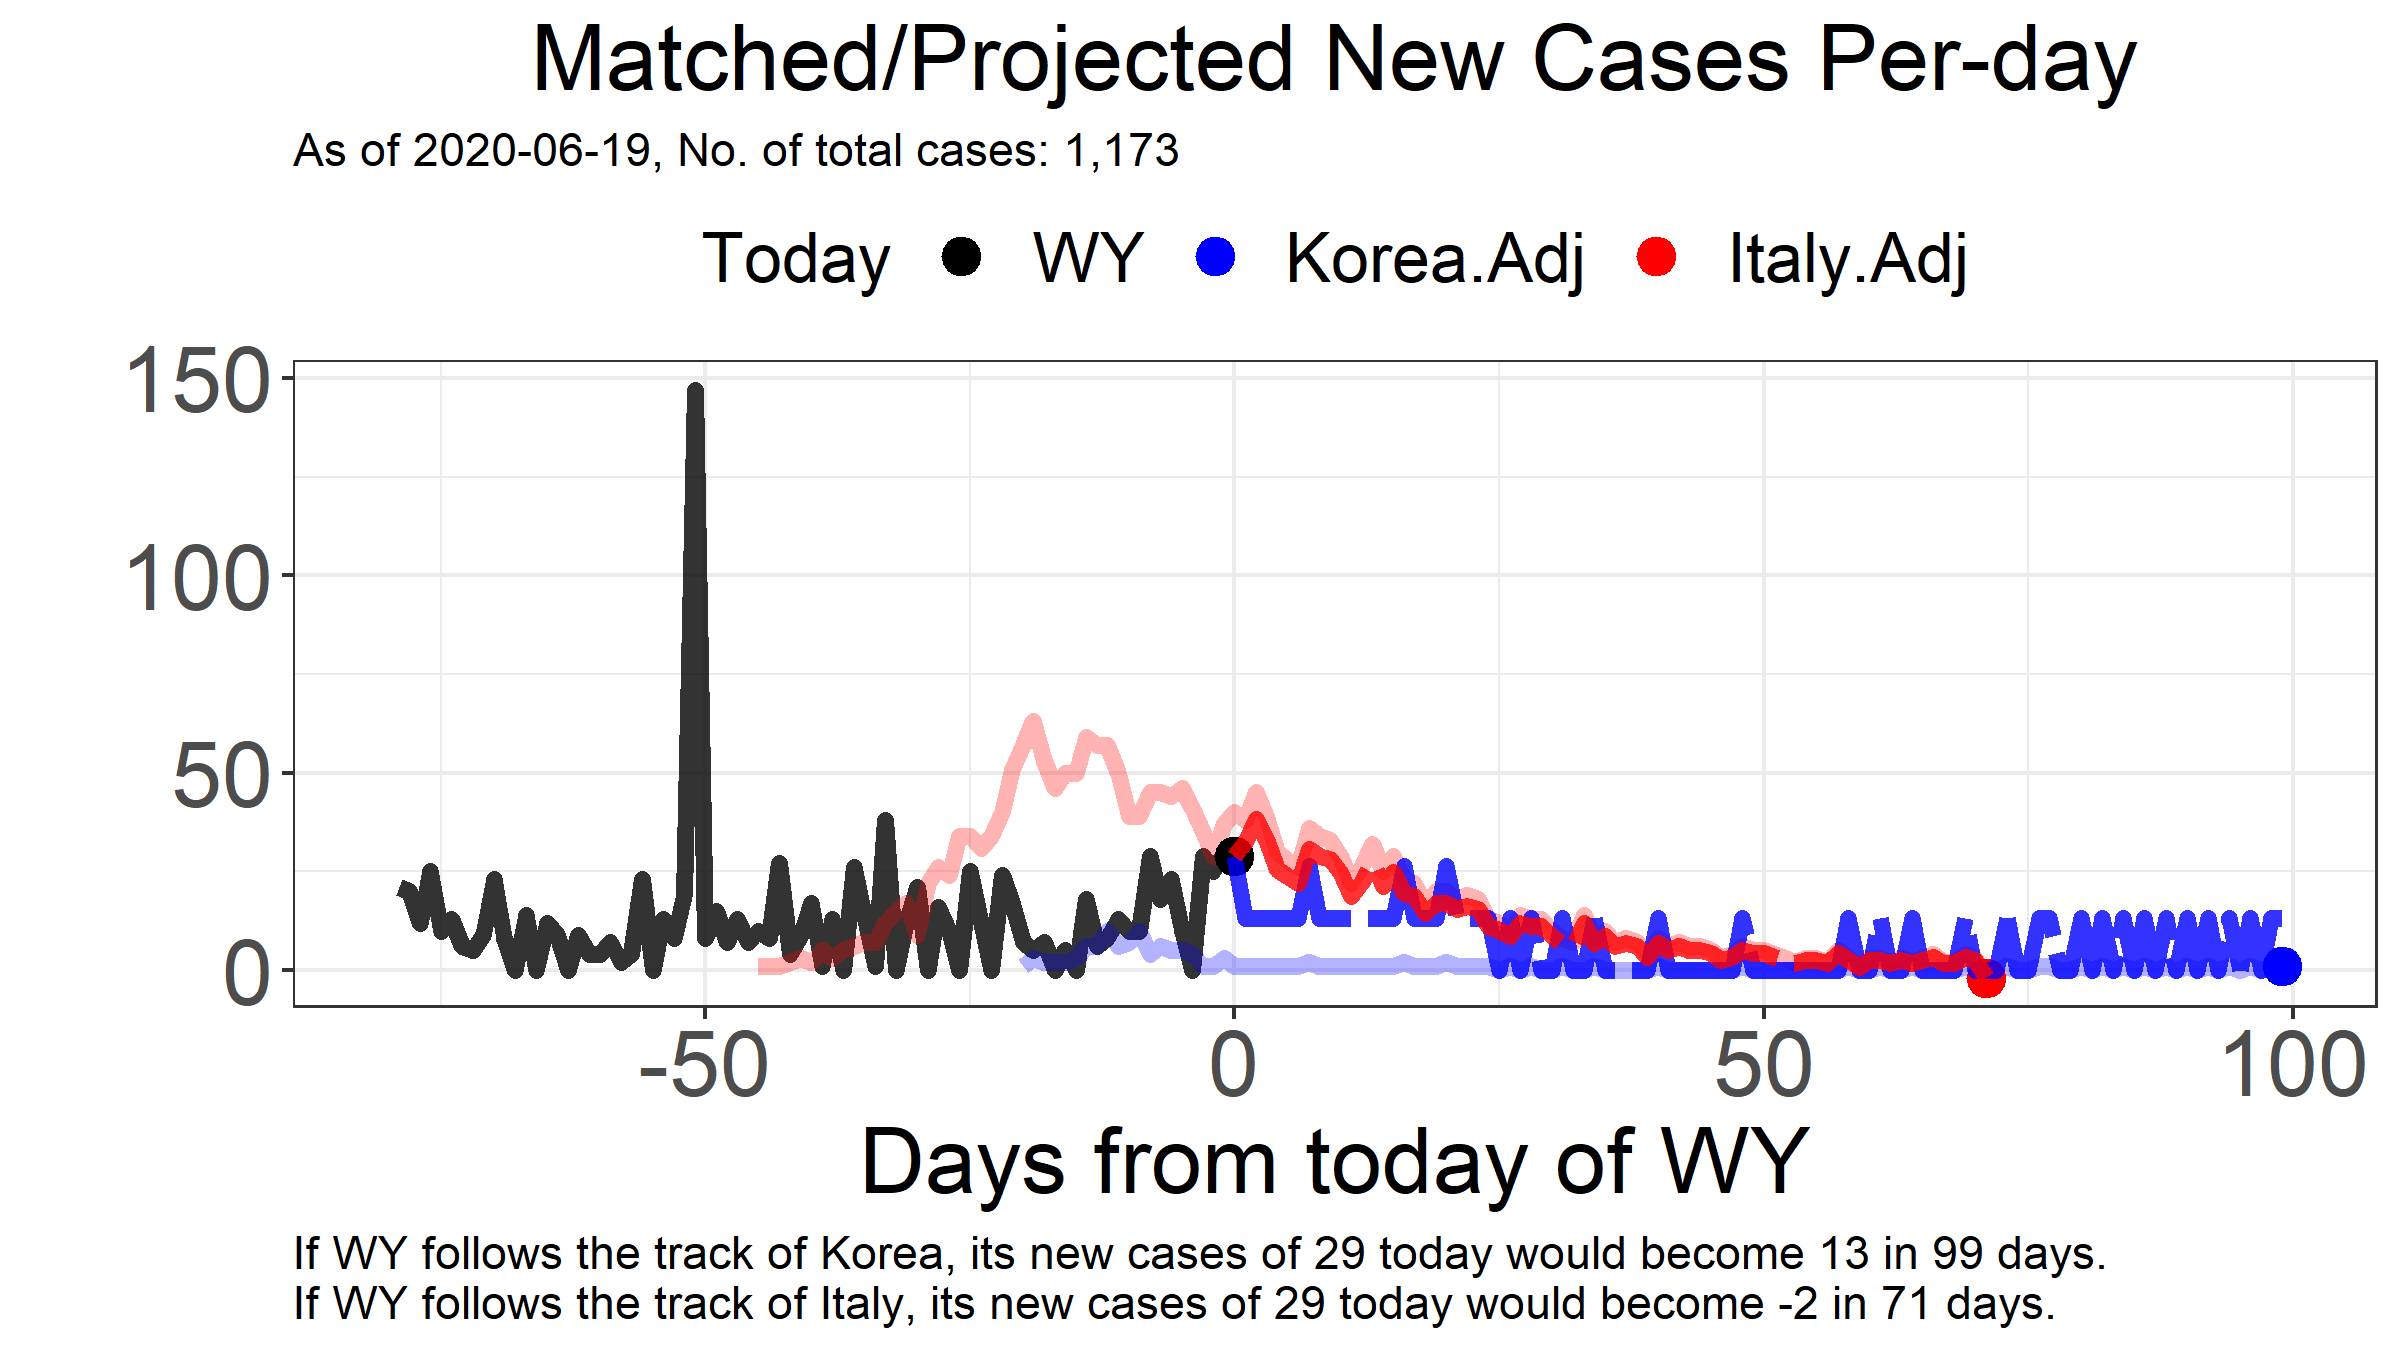 Matched/Projected New Cases Per-day
As of 2020-06-19, No. of total cases: 1,173
Today WY Korea.Adj Italy.Adj
150
100
50
0
-50 0 50 100
Days from today of WY
If WY follows the track of Korea, its new cases of 29 today would become 13 in 99 days.
If WY follows the track of Italy, its new cases of 29 today would become -2 in 71 days.